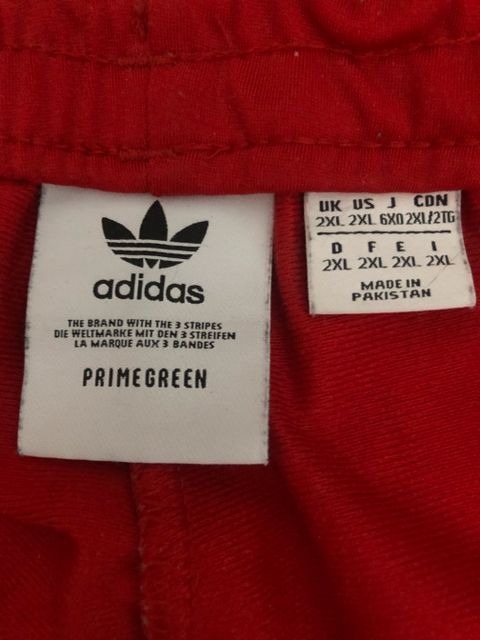 adidas
THE BRAND WITH THE 3 STRIPES
DIE WELTMARKE MIT DEN 3 STREIFEN
LA MARQUE AUX 3 BANDES
PRIMEGREEN
UK US J CDN
2XL 2XL 6XO 2XL/2TG
D F E I
2XL 2XL 2XL 2XL
MADE IN
PAKISTAN